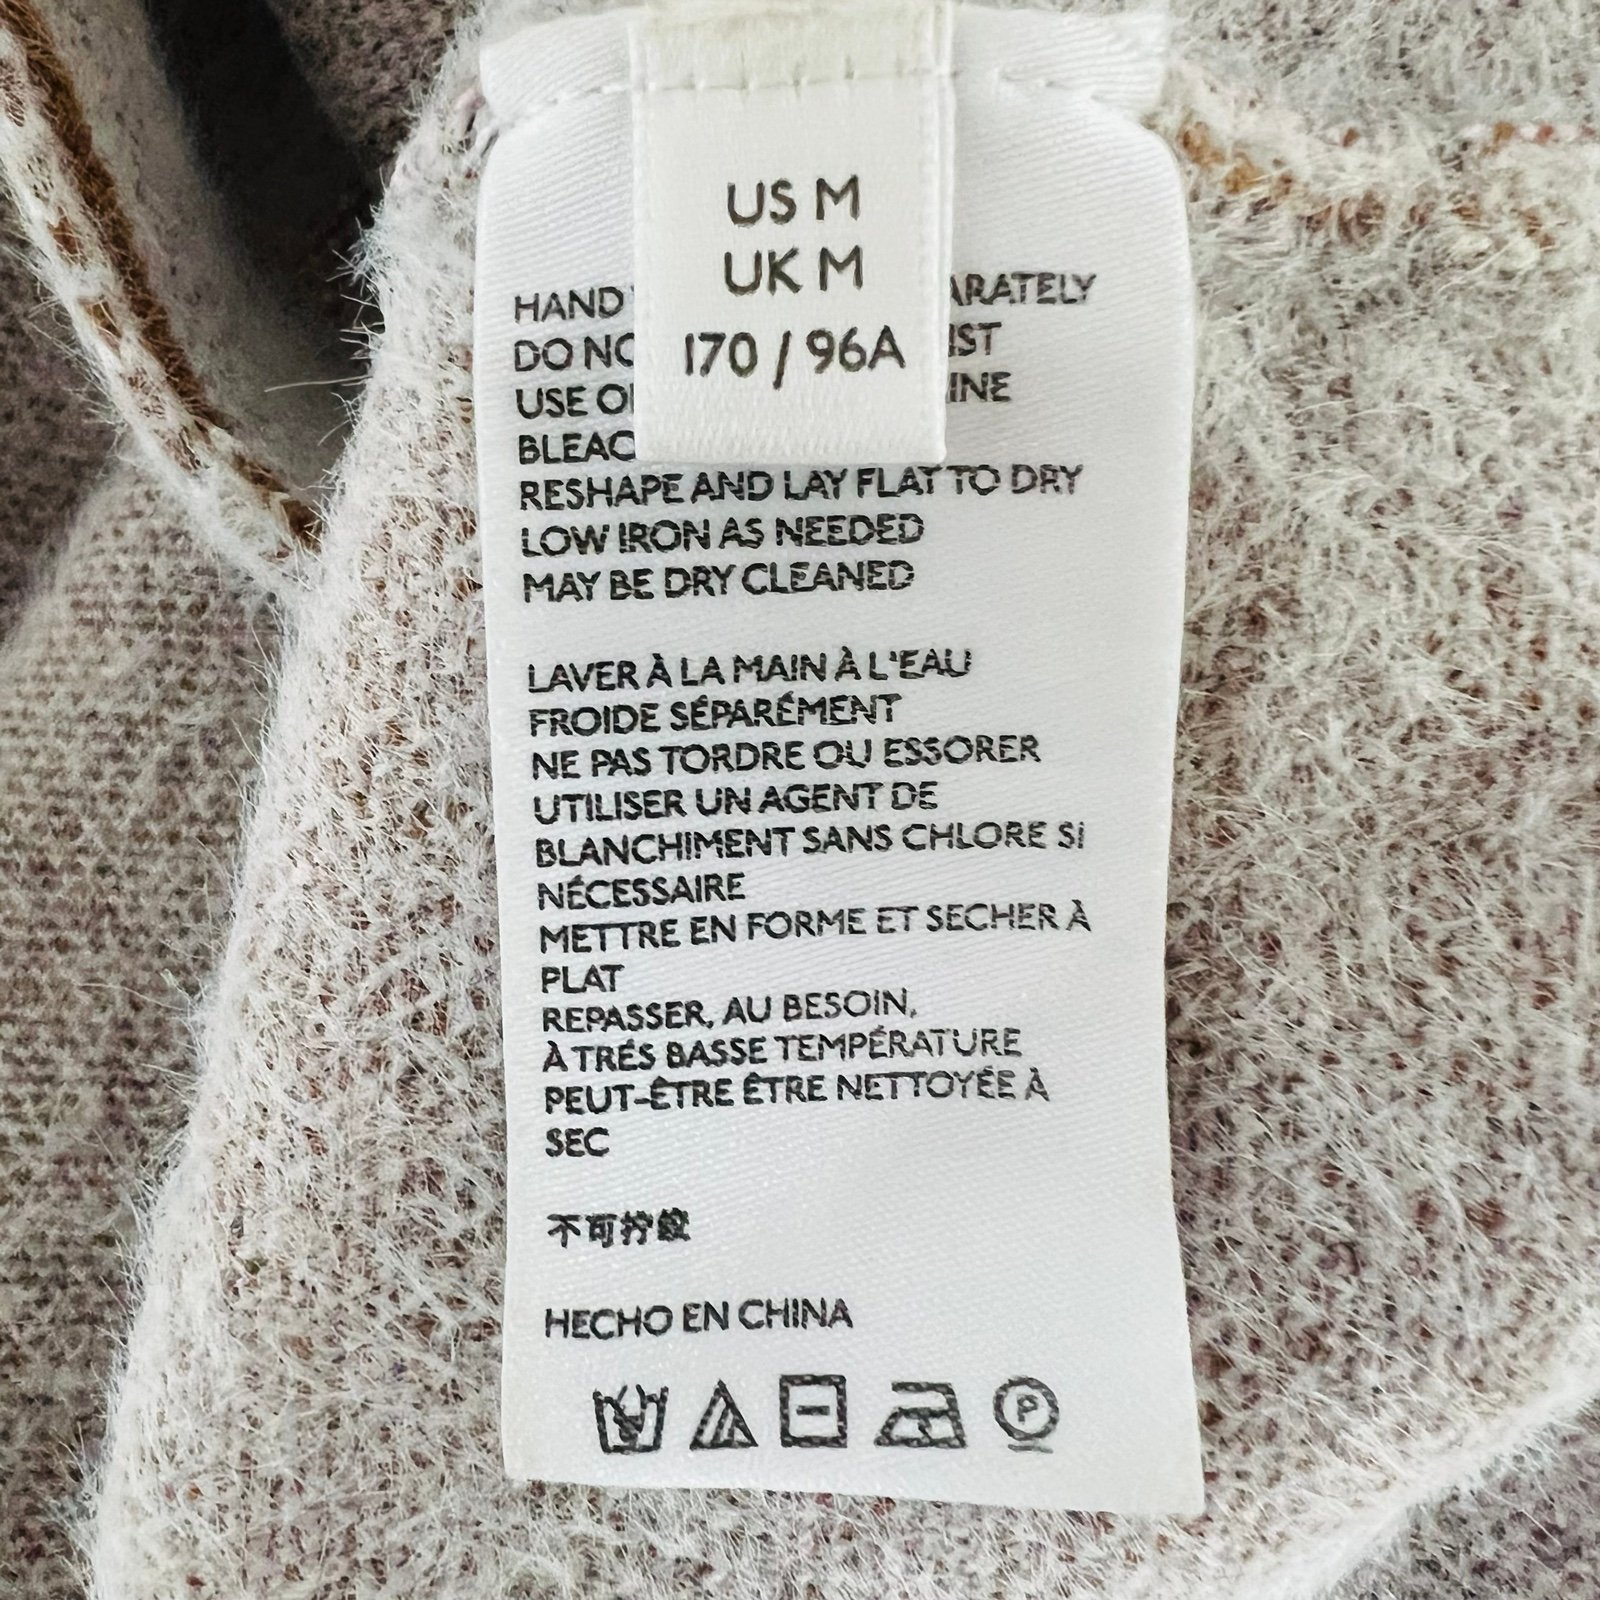 US M
UK M
170 / 96A
HAND
ARATELY
DO NO
IST
USE O
INE
BLEAC
RESHAPE AND LAY FLAT TO DRY
LOW IRON AS NEEDED
MAY BE DRY CLEANED
LAVER À LA MAIN À L'EAU
FROIDE SÉPARÉMENT
NE PAS TORDRE OU ESSORER
UTILISER UN AGENT DE
BLANCHIMENT SANS CHLORE SI
NÉCESSAIRE
METTRE EN FORME ET SECHER À
PLAT
REPASSER, AU BESOIN,
À TRÉS BASSE TEMPÉRATURE
PEUT-ÊTRE ÊTRE NETTOYÉE À
SEC
不可拧绞
HECHO EN CHINA
P